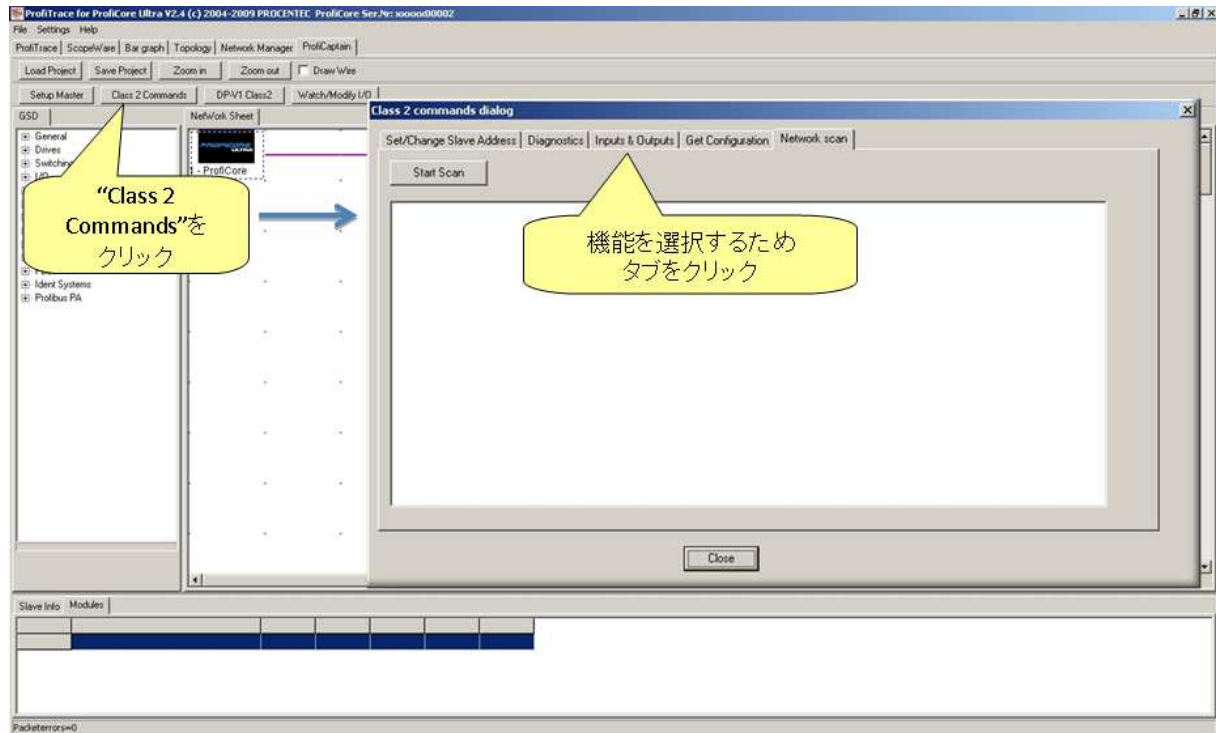 ProfiTrace for ProfiCore Ultra V2.4 (c) 2004-2009 PROCENTEC ProfiCore Ser.Nr: xooood00002
File Settings Help
ProfiTrace ScopeWare Bar graph Topology Network Manager ProfiCaptain
Load Project Save Project Zoom in Zoom out Draw Wire
Setup Master Class 2 Commands DP-V1 Class2 Watch/Modify I/O
GSD NetWork Sheet
General
Drives
Switching
I/O
PROFICORE
ULTRA
- ProfiCore
"Class 2
Commands"を
クリック
Ident Systems
Profibus PA
Class 2 commands dialog
Set/Change Slave Address Diagnostics Inputs & Outputs Get Configuration Network scan
Start Scan
機能を選択するため
タブをクリック
Close
Slave Info Modules
Packeterrors=0